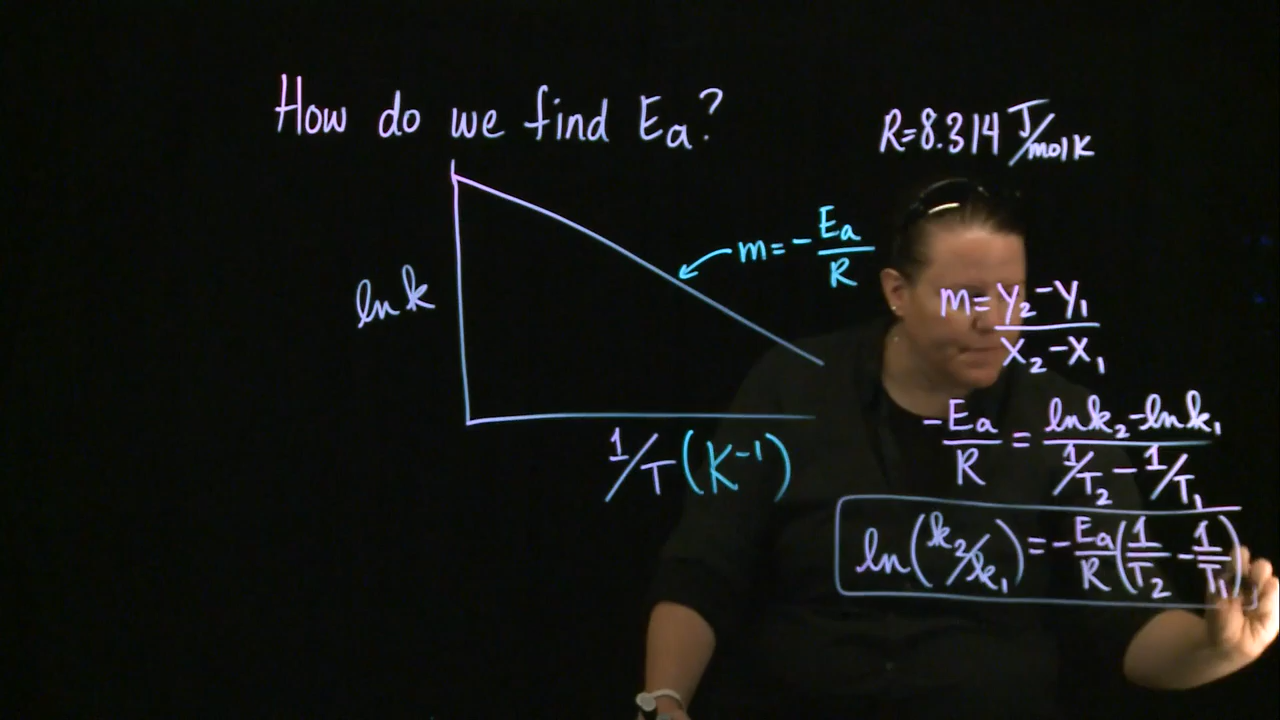 How do we find Ea?
R=8.314 J/mol K
m = -Ea/R
ln k
1/T (K⁻¹)
m = y₂-y₁/x₂-x₁
-Ea/R = ln k₂ - ln k₁/1/T₂ - 1/T₁
ln(k₂/k₁) = -Ea/R(1/T₂ - 1/T₁)